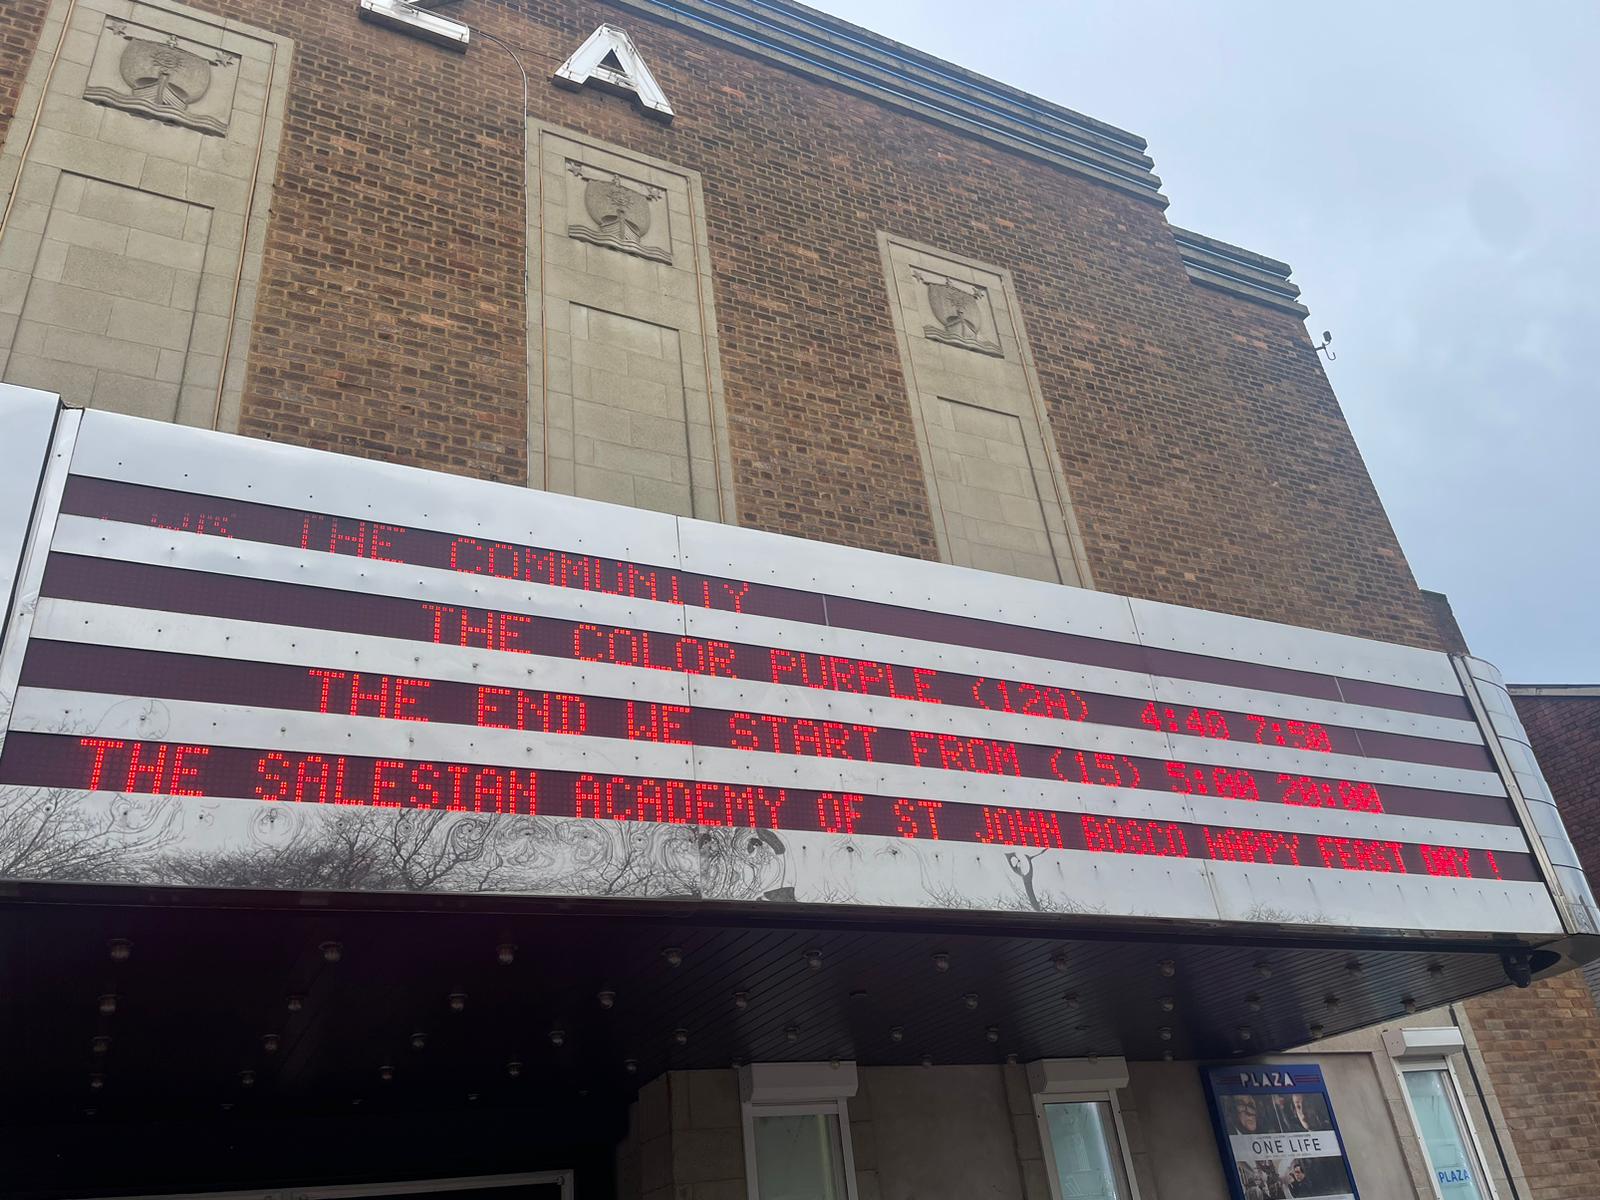 ZA
THE COMMUNITY
THE COLOR PURPLE (12A) 4:40 7:50
THE END WE START FROM (15) 5:00 20:00
THE SALESIAN ACADEMY OF ST JOHN BOSCO HAPPY FEAST DAY!
PLAZA
ONE LIFE
PLAZA